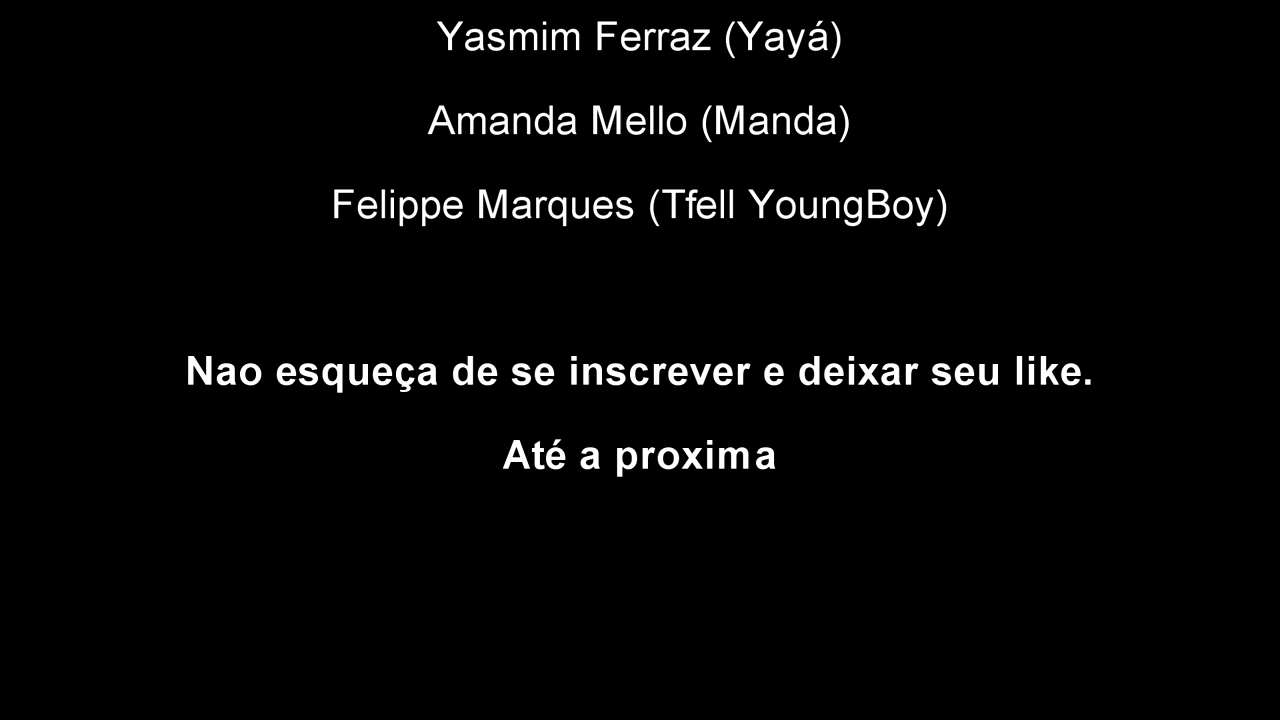 Yasmim Ferraz (Yayá)
Amanda Mello (Manda)
Felippe Marques (Tfell YoungBoy)
Nao esqueça de se inscrever e deixar seu like.
Até a proxima